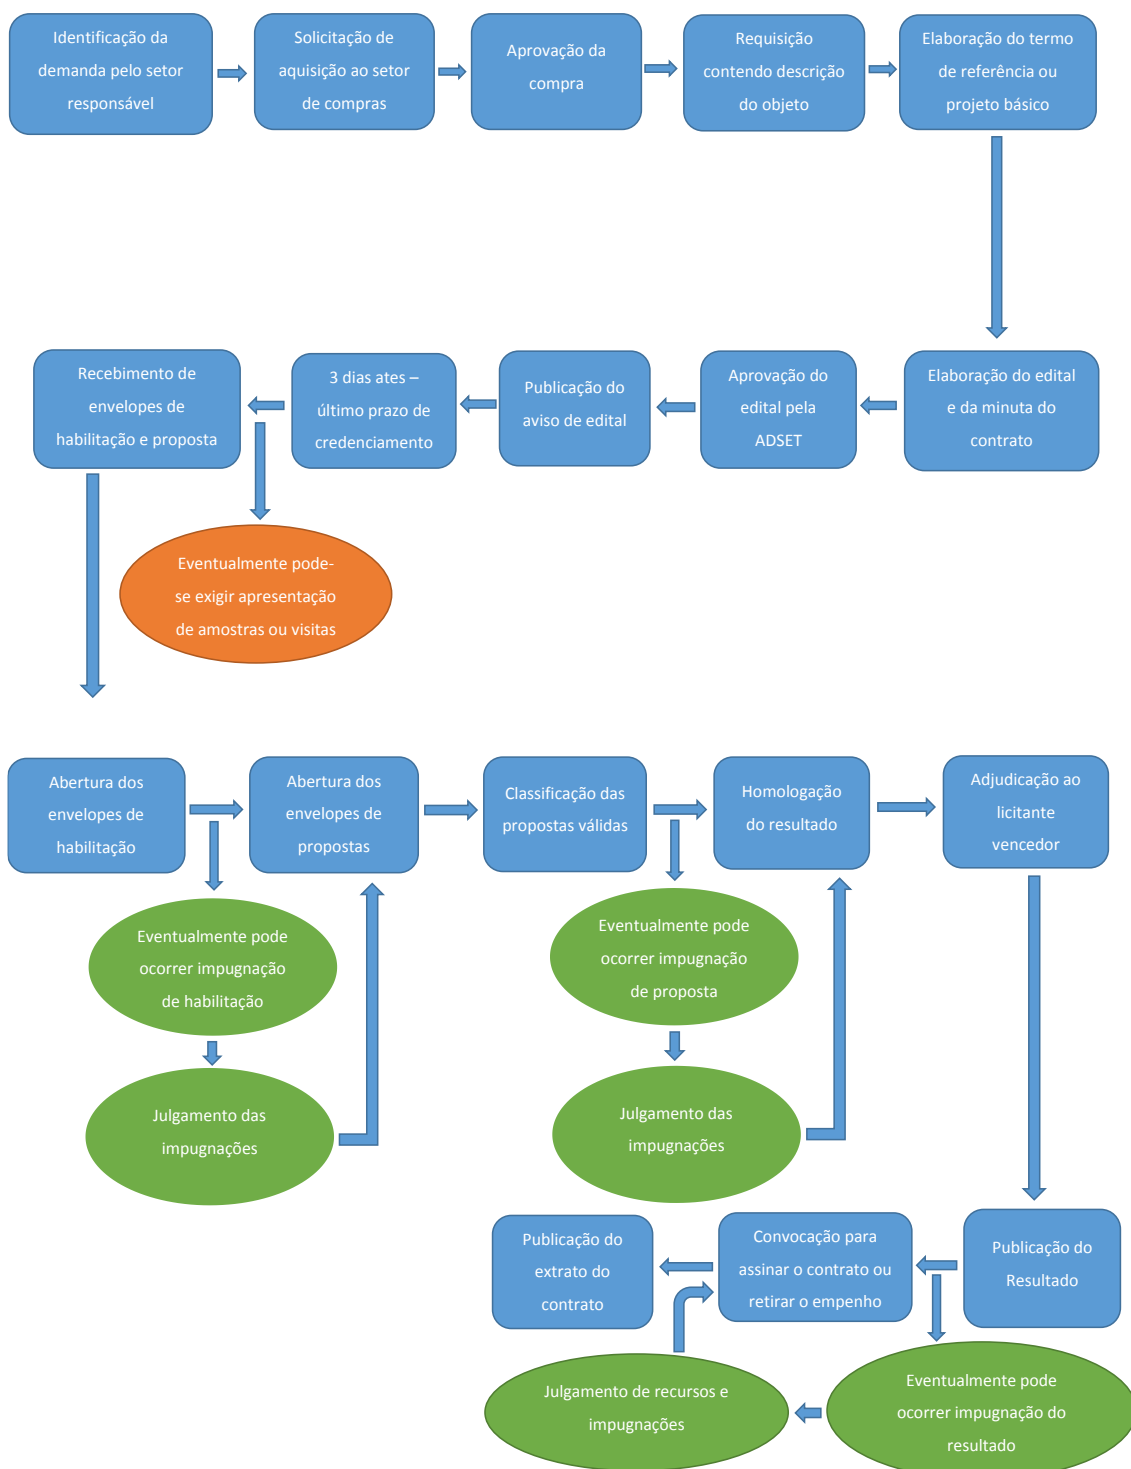 Identificação da
demanda pelo setor
responsável
Solicitação de
aquisição ao setor
de compras
Aprovação da
compra
Requisição
contendo descrição
do objeto
Elaboração do termo
de referência ou
projeto básico
Elaboração do edital
e da minuta do
contrato
Aprovação do
edital pela
ADSET
Publicação do
aviso de edital
3 dias ates –
último prazo de
credenciamento
Recebimento de
envelopes de
habilitação e proposta
Eventualmente pode-
se exigir apresentação
de amostras ou visitas
Abertura dos
envelopes de
habilitação
Abertura dos
envelopes de
propostas
Classificação das
propostas válidas
Homologação
do resultado
Adjudicação ao
licitante
vencedor
Eventualmente pode
ocorrer impugnação
de habilitação
Julgamento das
impugnações
Eventualmente pode
ocorrer impugnação
de proposta
Julgamento das
impugnações
Publicação do
Resultado
Convocação para
assinar o contrato ou
retirar o empenho
Publicação do
extrato do
contrato
Eventualmente pode
ocorrer impugnação do
resultado
Julgamento de recursos e
impugnações